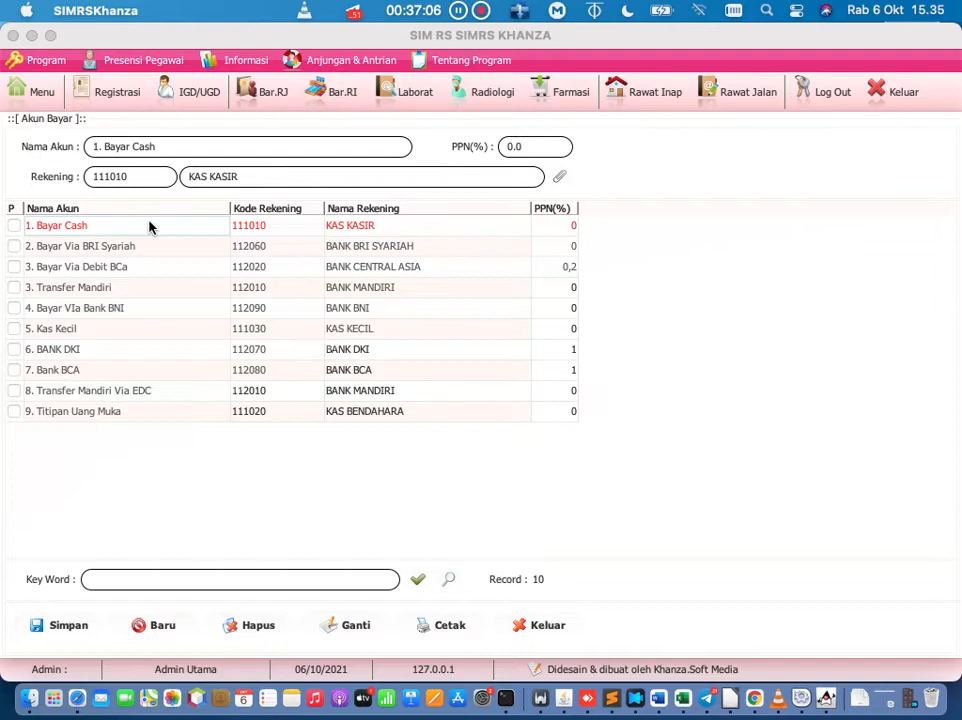 SIMRSKhanza 51 00:37:06 Rab 6 Okt 15.35
SIM RS SIMRS KHANZA
Program Presensi Pegawai Informasi Anjungan & Antrian Tentang Program
Menu Registrasi IGD/UGD Bar.RJ Bar.RI Laborat Radiologi Farmasi Rawat Inap Rawat Jalan Log Out Keluar
::[ Akun Bayar ]::
Nama Akun : 1. Bayar Cash PPN(%) : 0.0
Rekening : 111010 KAS KASIR
P Nama Akun Kode Rekening Nama Rekening PPN(%)
1. Bayar Cash 111010 KAS KASIR 0
2. Bayar Via BRI Syariah 112060 BANK BRI SYARIAH 0
3. Bayar Via Debit BCa 112020 BANK CENTRAL ASIA 0,2
3. Transfer Mandiri 112010 BANK MANDIRI 0
4. Bayar VIa Bank BNI 112090 BANK BNI 0
5. Kas Kecil 111030 KAS KECIL 0
6. BANK DKI 112070 BANK DKI 1
7. Bank BCA 112080 BANK BCA 1
8. Transfer Mandiri Via EDC 112010 BANK MANDIRI 0
9. Titipan Uang Muka 111020 KAS BENDAHARA 0
Key Word : Record : 10
Simpan Baru Hapus Ganti Cetak Keluar
Admin : Admin Utama 06/10/2021 127.0.0.1 Didesain & dibuat oleh Khanza.Soft Media